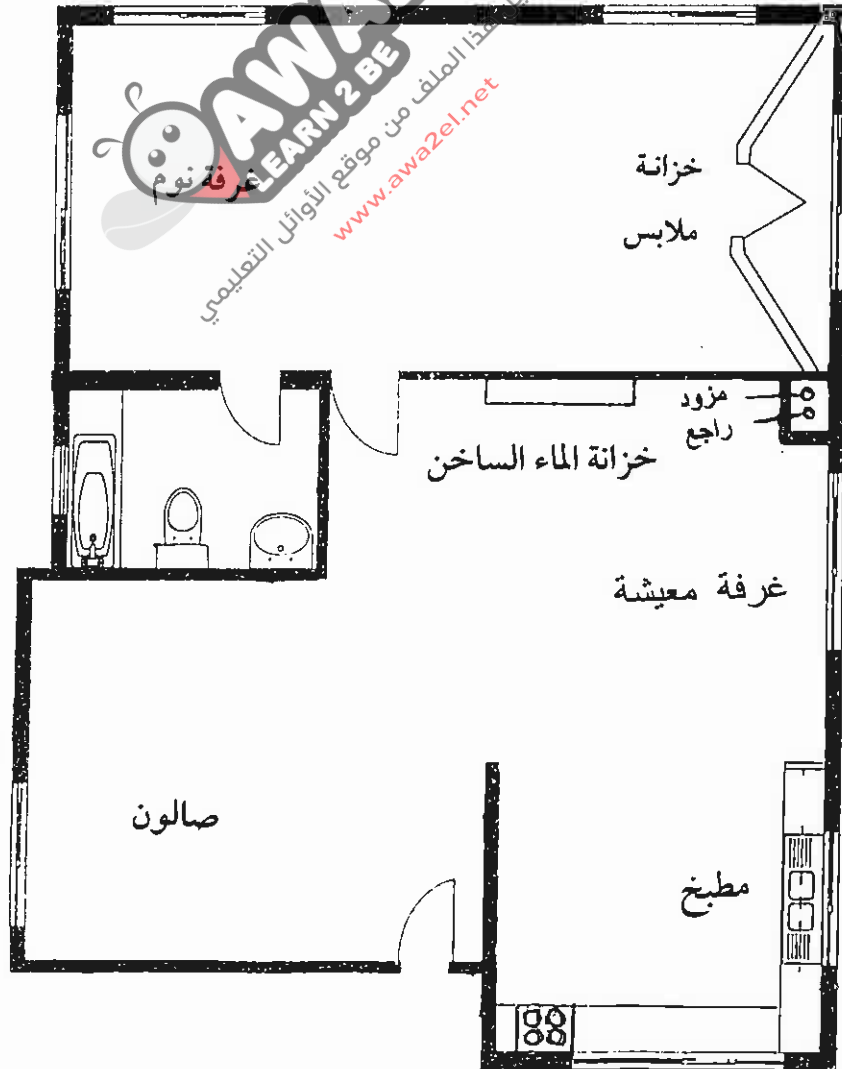 AWA
LEARN 2 BE
هذا الملف من موقع الأوائل التعليمي
www.awa2el.net
غرفة نوم
خزانة
ملابس
مزود
راجع
خزانة الماء الساخن
غرفة معيشة
صالون
مطبخ